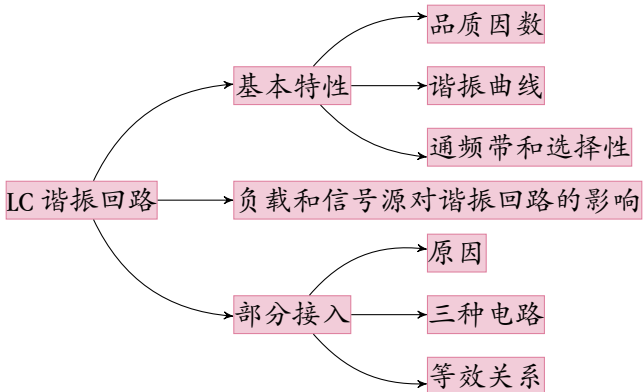 品质因数
基本特性
谐振曲线
通频带和选择性
LC 谐振回路
负载和信号源对谐振回路的影响
原因
部分接入
三种电路
等效关系